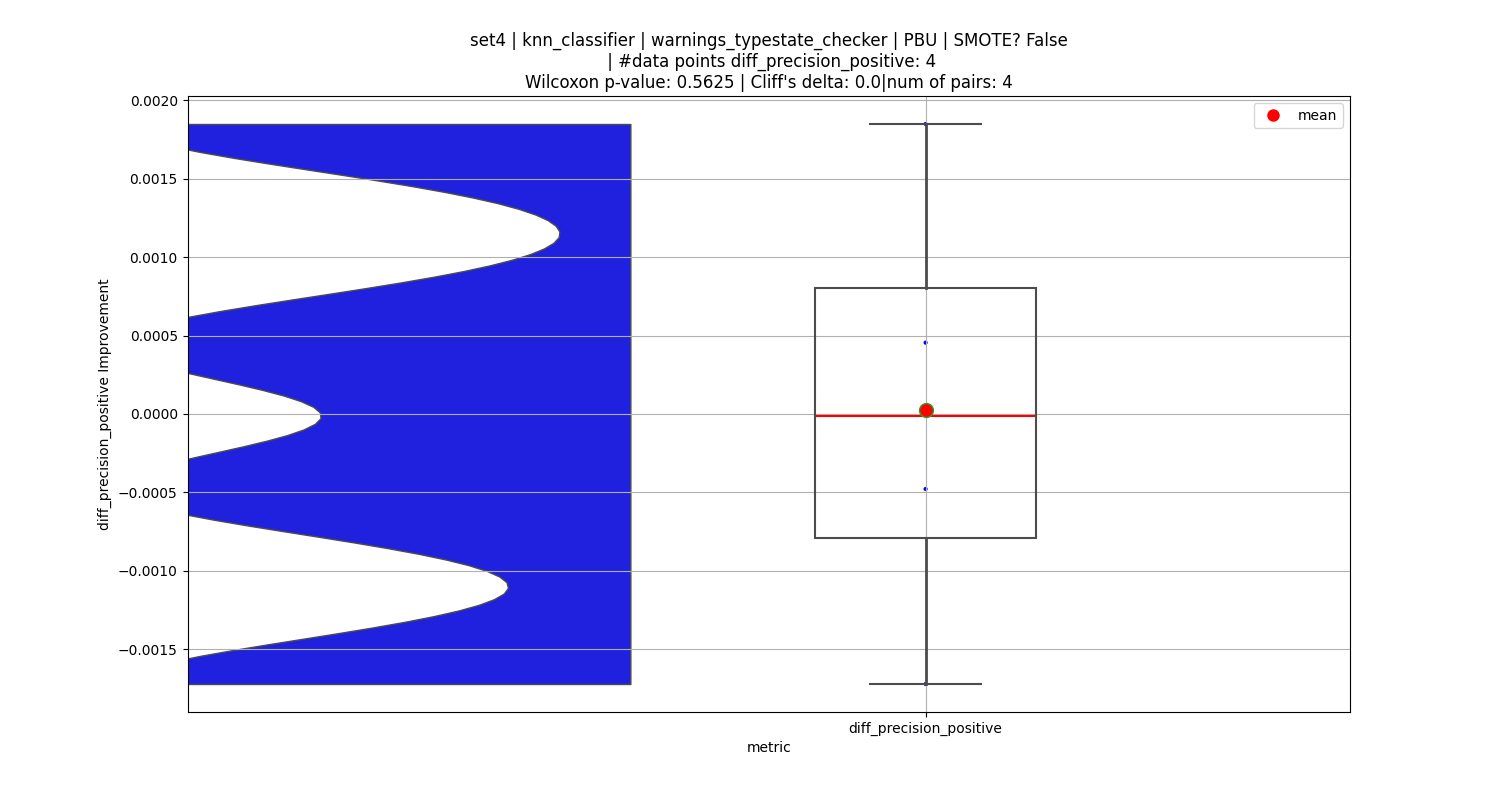 set4 | knn_classifier | warnings_typestate_checker | PBU | SMOTE? False
| #data points diff_precision_positive: 4
Wilcoxon p-value: 0.5625 | Cliff's delta: 0.0|num of pairs: 4
mean
0.0020
0.0015
0.0010
0.0005
0.0000
−0.0005
−0.0010
−0.0015
diff_precision_positive Improvement
diff_precision_positive
metric